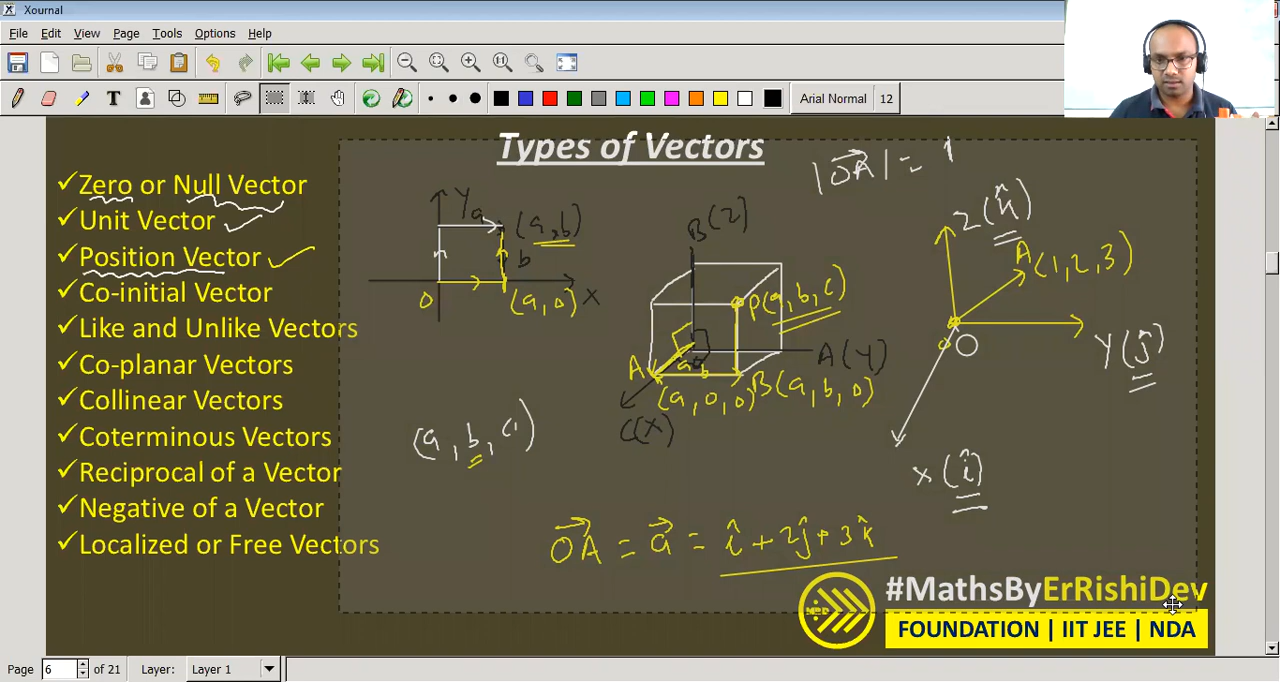 Xournal
File Edit View Page Tools Options Help
Arial Normal 12
Types of Vectors
|OA| = 1
✓Zero or Null Vector
✓Unit Vector
✓Position Vector
✓Co-initial Vector
✓Like and Unlike Vectors
✓Co-planar Vectors
✓Collinear Vectors
✓Coterminous Vectors
✓Reciprocal of a Vector
✓Negative of a Vector
✓Localized or Free Vectors
Y a (a,b)
b
O (a,0) X
B(Z)
P(a,b,c)
A(Y)
A a b
(a,0,0) B(a,b,0)
C(X)
(a,b,c)
Z(k̂)
A(1,2,3)
O
Y(ĵ)
X(î)
OA = a = î + 2ĵ + 3k̂
#MathsByErRishiDev
FOUNDATION | IIT JEE | NDA
Page 6 of 21 Layer: Layer 1